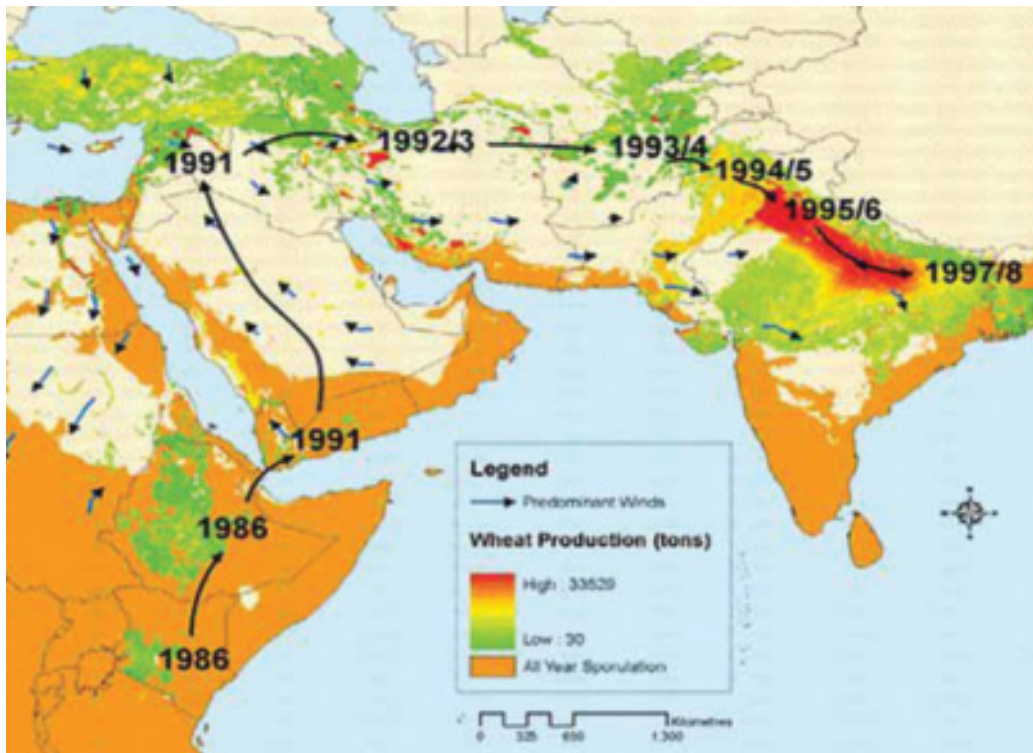 1992/3
1993/4
1991
1994/5
1995/6
1997/8
1991
1986
1986
Legend
Predominant Winds
Wheat Production (tons)
High : 33529
Low : 30
All Year Sporulation
Kilometres
0 325 650 1,300